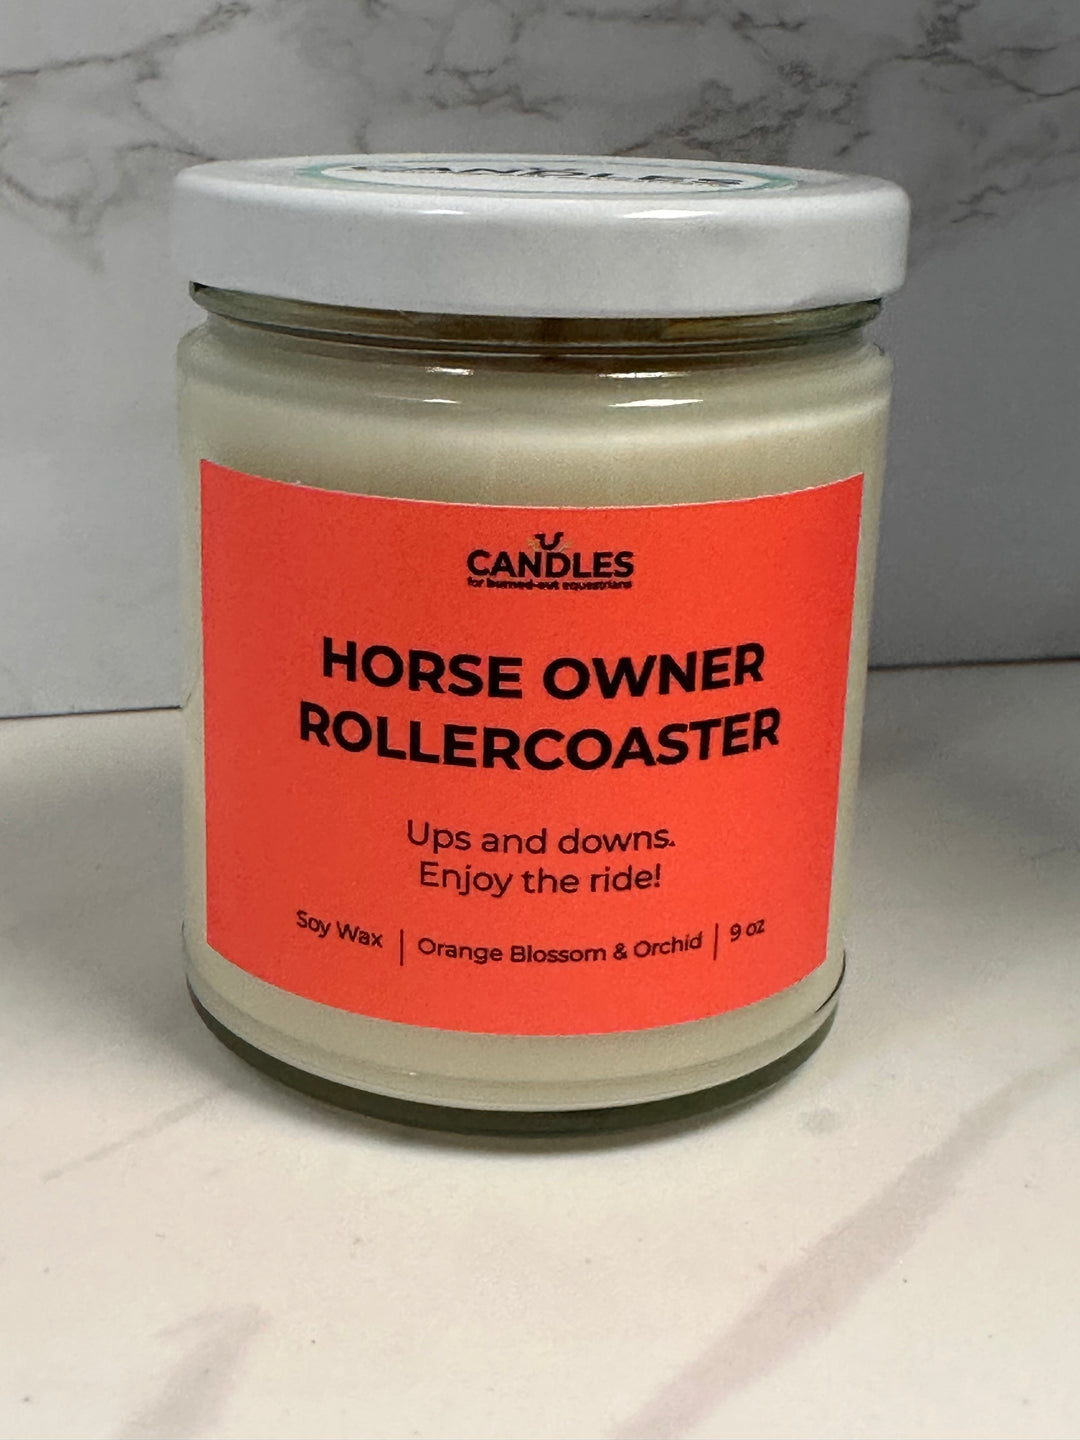 CANDLES
CANDLES
for burned-out equestrians
HORSE OWNER
ROLLERCOASTER
Ups and downs.
Enjoy the ride!
Soy Wax | Orange Blossom & Orchid | 9 oz